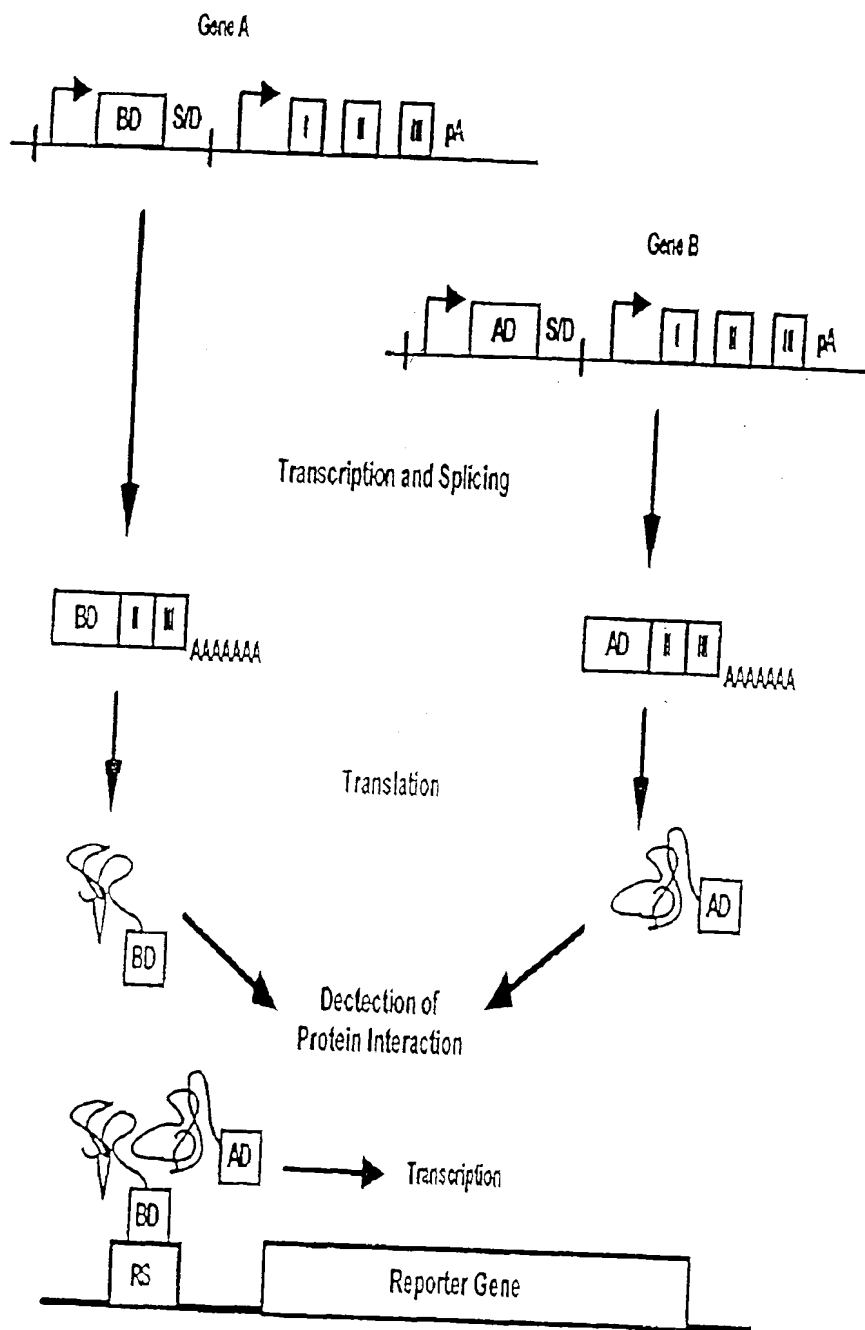 Gene A
BD S/D I II III pA
Gene B
AD S/D I II III pA
Transcription and Splicing
BD II III
AAAAAAA
AD II III
AAAAAAA
Translation
BD
AD
Dectection of
Protein Interaction
AD
Transcription
BD
RS
Reporter Gene